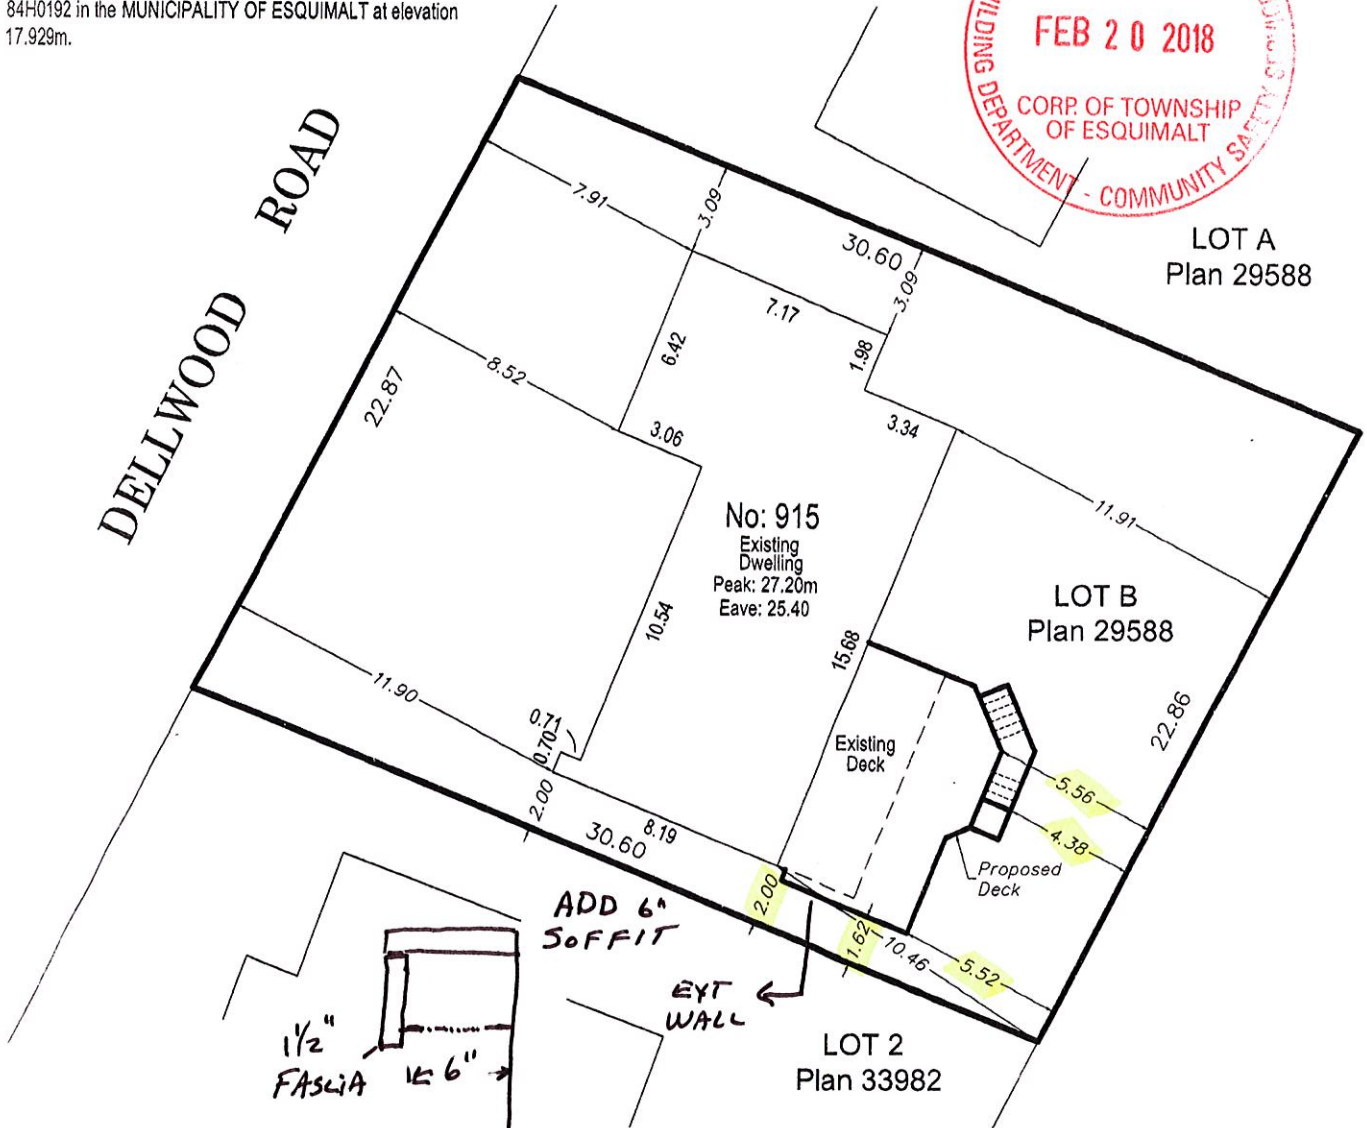 84H0192 in the MUNICIPALITY OF ESQUIMALT at elevation
17.929m.
FEB 20 2018
CORP. OF TOWNSHIP
OF ESQUIMALT
BUILDING DEPARTMENT - COMMUNITY SAFETY
DELLWOOD ROAD
LOT A
Plan 29588
7.91
3.09
30.60
3.09
7.17
6.42
1.98
8.52
22.87
3.06
3.34
11.91
No: 915
Existing
Dwelling
Peak: 27.20m
Eave: 25.40
LOT B
Plan 29588
10.54
15.68
11.90
0.71
0.70
22.86
Existing
Deck
5.56
4.38
2.00
8.19
30.60
Proposed
Deck
2.00
1.62
10.46
5.52
ADD 6"
SOFFIT
EXT
WALL
1 1/2"
FASCIA
6"
LOT 2
Plan 33982